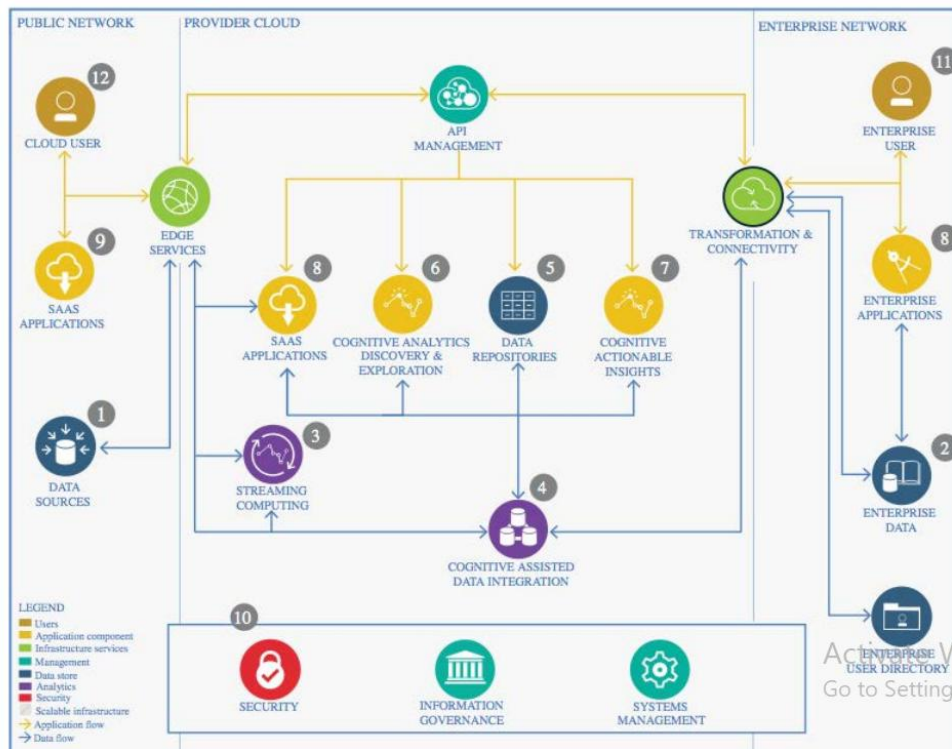 PUBLIC NETWORK
PROVIDER CLOUD
ENTERPRISE NETWORK
12
CLOUD USER
API
MANAGEMENT
11
ENTERPRISE
USER
EDGE
SERVICES
TRANSFORMATION &
CONNECTIVITY
9
SAAS
APPLICATIONS
8
SAAS
APPLICATIONS
6
COGNITIVE ANALYTICS
DISCOVERY &
EXPLORATION
5
DATA
REPOSITORIES
7
COGNITIVE
ACTIONABLE
INSIGHTS
8
ENTERPRISE
APPLICATIONS
1
DATA
SOURCES
3
STREAMING
COMPUTING
4
COGNITIVE ASSISTED
DATA INTEGRATION
2
ENTERPRISE
DATA
ENTERPRISE
USER DIRECTORY
LEGEND
Users
Application component
Infrastructure services
Management
Data store
Analytics
Security
Scalable infrastructure
Application flow
Data flow
10
SECURITY
INFORMATION
GOVERNANCE
SYSTEMS
MANAGEMENT
Activate W
Go to Setting